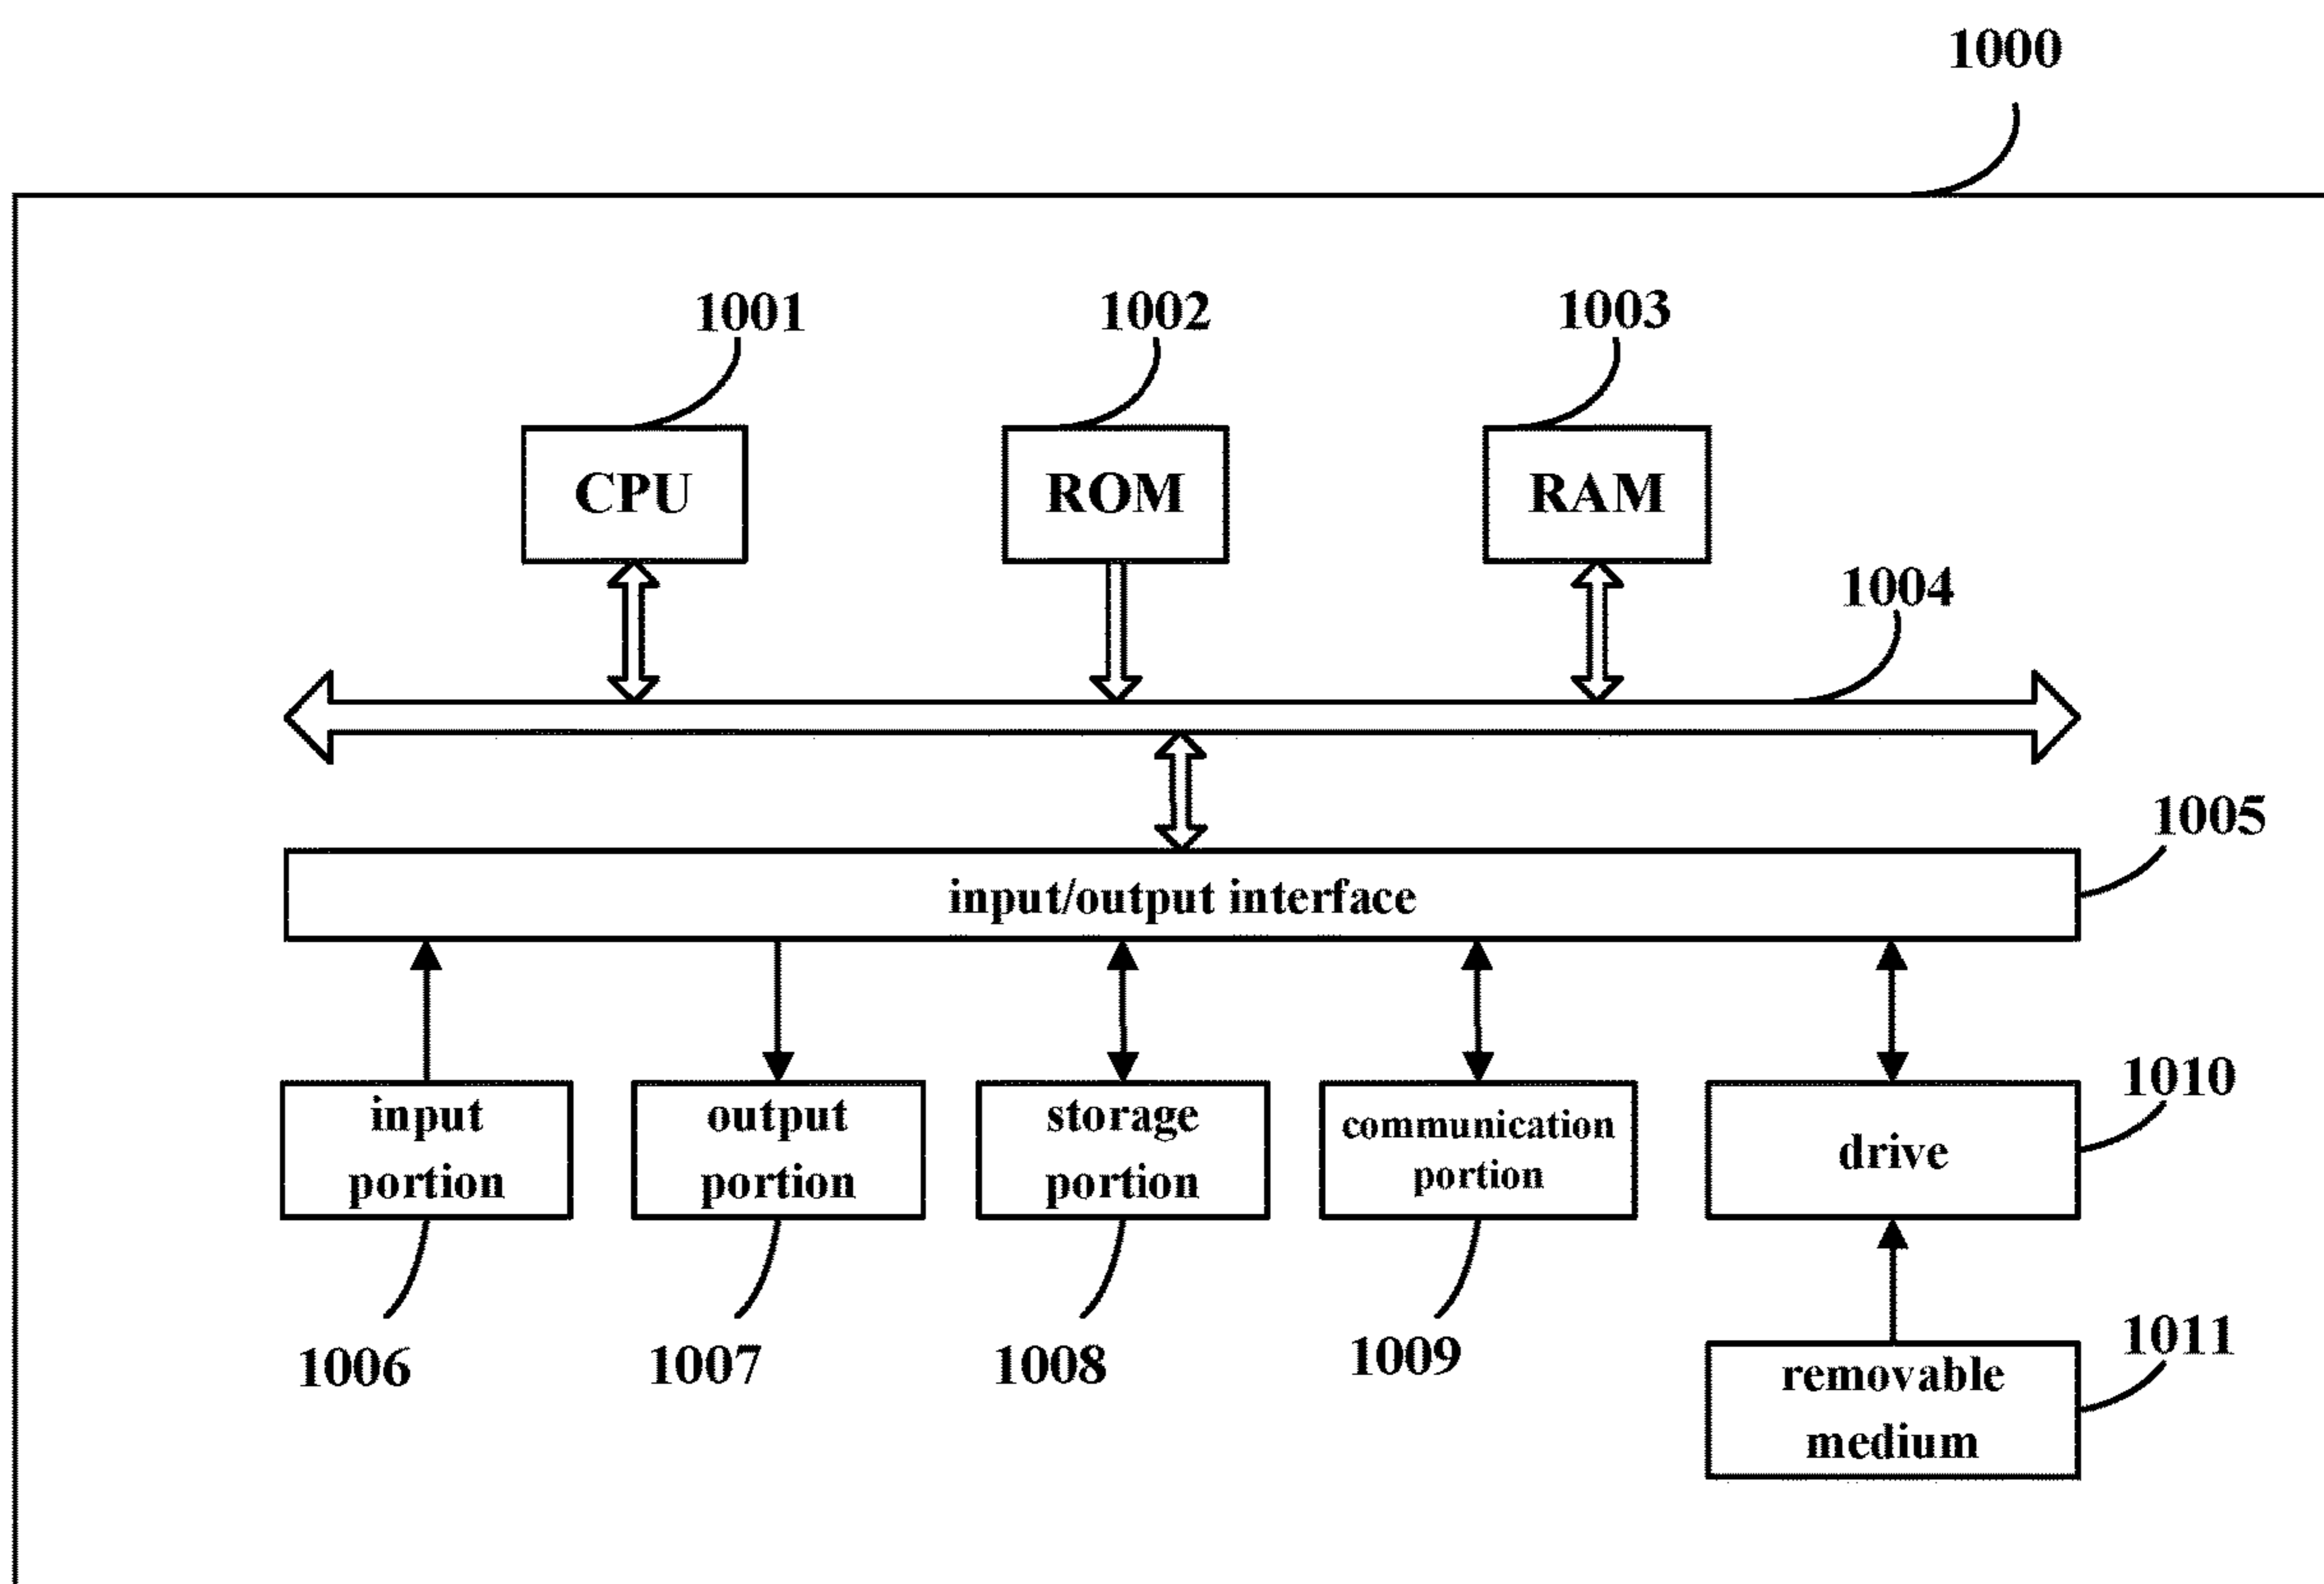 1000
1001
1002
1003
CPU
ROM
RAM
1004
1005
input/output interface
input
portion
output
portion
storage
portion
communication
portion
drive
1010
1006
1007
1008
1009
removable
medium
1011